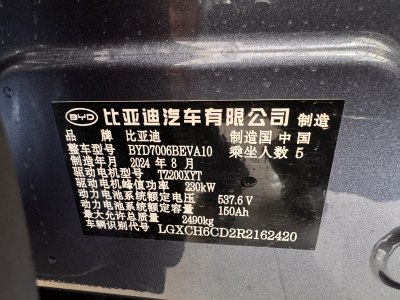 BYD 比亚迪汽车有限公司 制造
品牌 比亚迪 制造国 中国
整车型号 BYD7006BEVA10 乘坐人数 5
制造年月 2024年8月
驱动电机型号 TZ200XYT
驱动电机峰值功率 230kW
动力电池系统额定电压 537.6V
动力电池系统额定容量 150Ah
最大允许总质量 2490kg
车辆识别代号 LGXCH6CD2R2162420